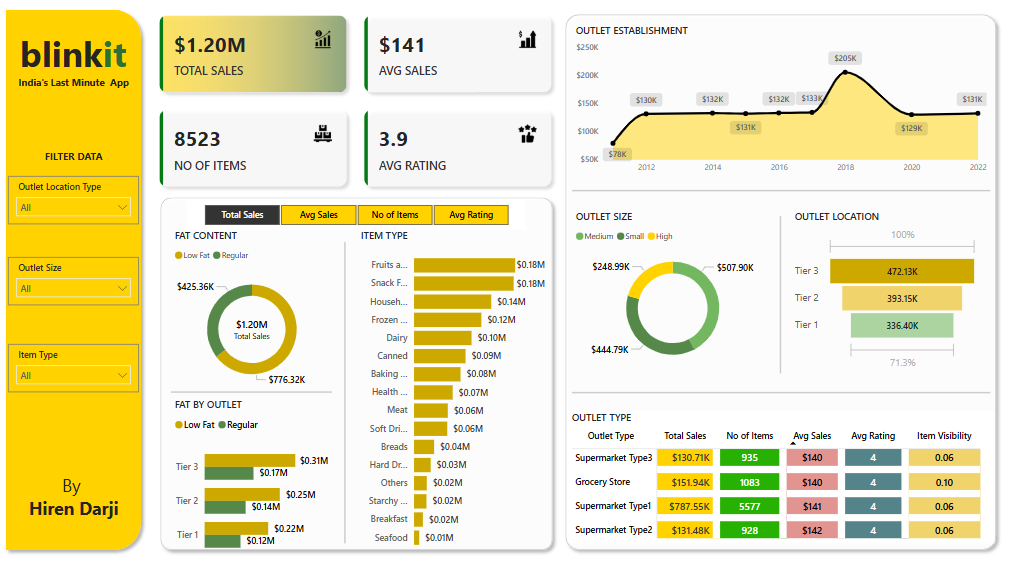 blinkit
India's Last Minute App
FILTER DATA
Outlet Location Type
All
Outlet Size
All
Item Type
All
By
Hiren Darji
$1.20M
TOTAL SALES
$141
AVG SALES
8523
NO OF ITEMS
3.9
AVG RATING
Total Sales Avg Sales No of Items Avg Rating
FAT CONTENT
Low Fat Regular
$425.36K
$1.20M
Total Sales
$776.32K
FAT BY OUTLET
Low Fat Regular
Tier 3 $0.31M
$0.17M
Tier 2 $0.25M
$0.14M
Tier 1 $0.22M
$0.12M
ITEM TYPE
Fruits a... $0.18M
Snack F... $0.18M
Househ... $0.14M
Frozen ... $0.12M
Dairy $0.10M
Canned $0.09M
Baking ... $0.08M
Health ... $0.07M
Meat $0.06M
Soft Dri... $0.06M
Breads $0.04M
Hard Dr... $0.03M
Others $0.02M
Starchy ... $0.02M
Breakfast $0.02M
Seafood $0.01M
OUTLET ESTABLISHMENT
$250K
$200K
$150K
$100K
$50K
$78K $130K $132K $131K $132K $133K $205K $129K $131K
2012 2014 2016 2018 2020 2022
OUTLET SIZE
Medium Small High
$248.99K $507.90K
$444.79K
OUTLET LOCATION
100%
Tier 3 472.13K
Tier 2 393.15K
Tier 1 336.40K
71.3%
OUTLET TYPE
Outlet Type Total Sales No of Items Avg Sales Avg Rating Item Visibility
Supermarket Type3 $130.71K 935 $140 4 0.06
Grocery Store $151.94K 1083 $140 4 0.10
Supermarket Type1 $787.55K 5577 $141 4 0.06
Supermarket Type2 $131.48K 928 $142 4 0.06